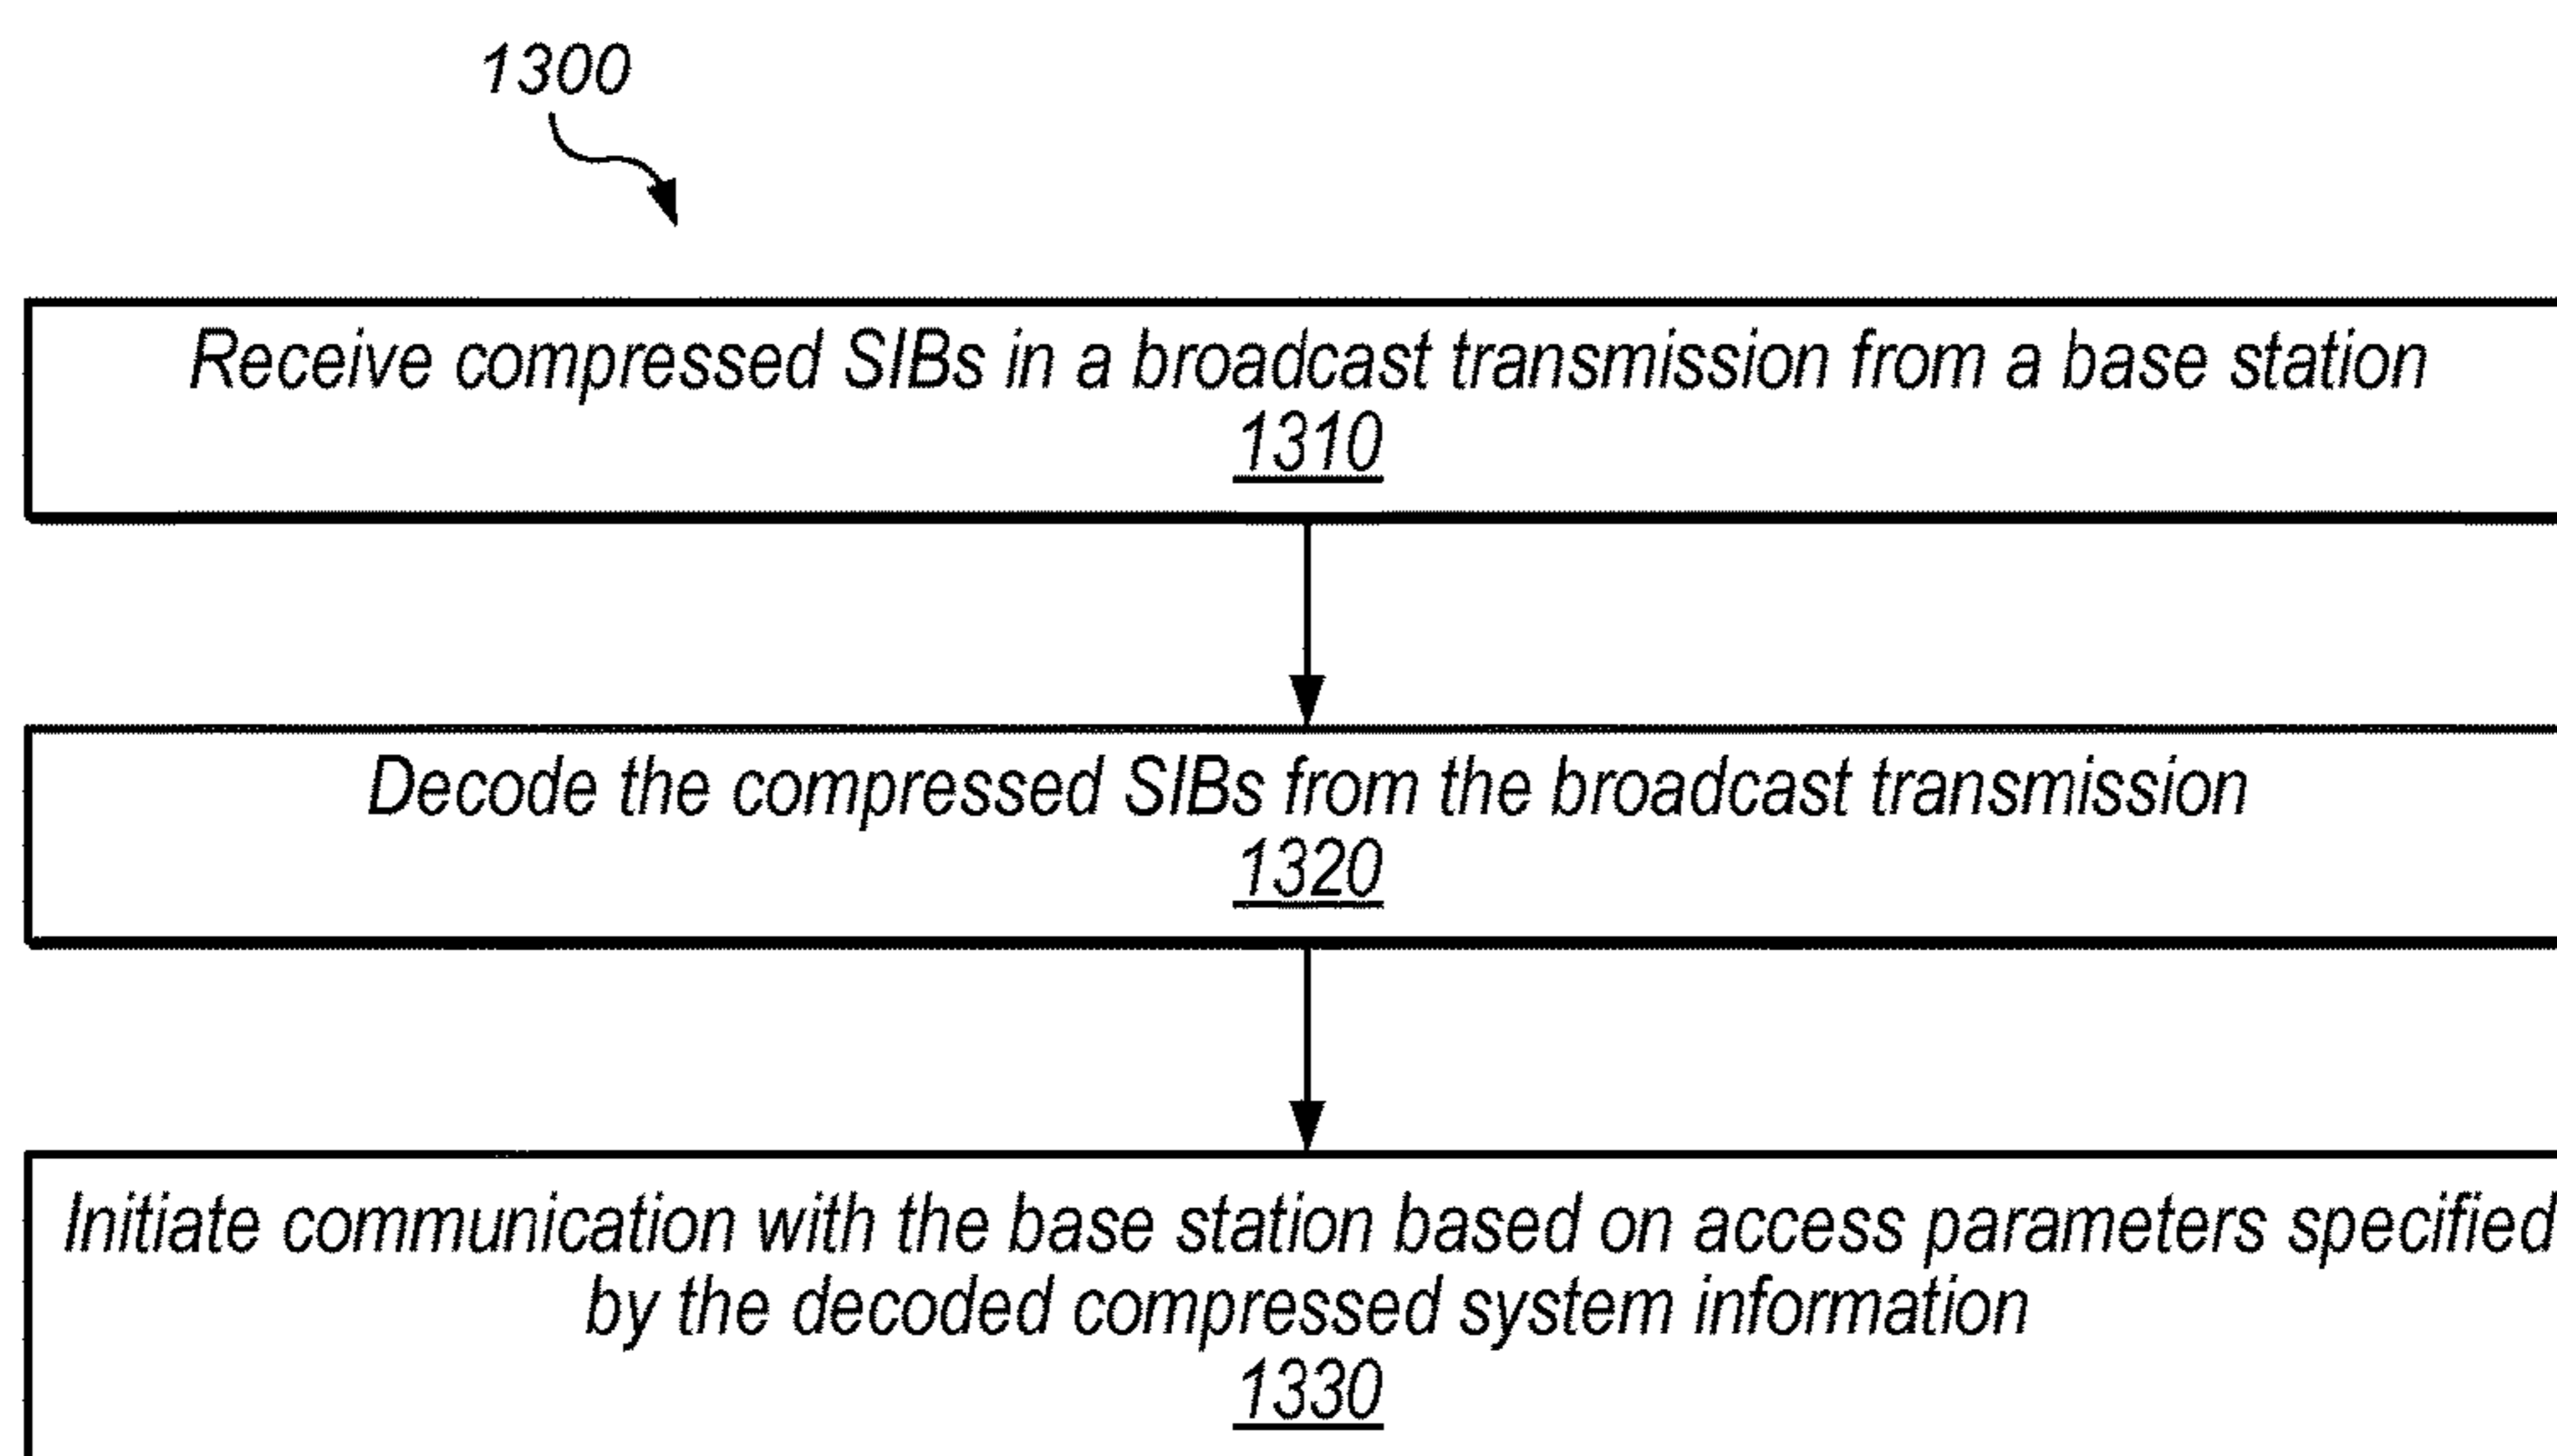 1300
Receive compressed SIBs in a broadcast transmission from a base station
1310
Decode the compressed SIBs from the broadcast transmission
1320
Initiate communication with the base station based on access parameters specified
by the decoded compressed system information
1330